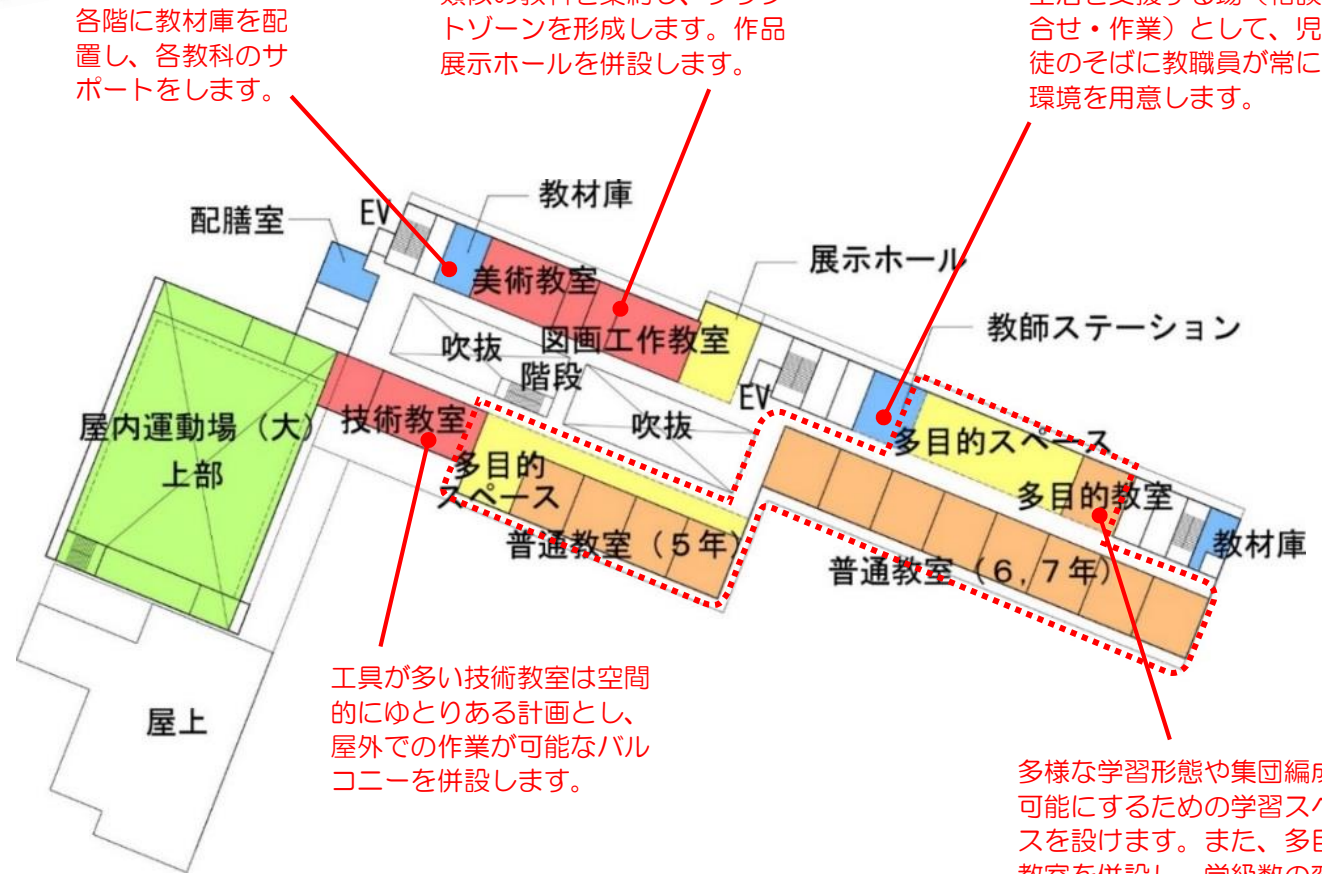 各階に教材庫を配
置し、各教科のサ
ポートをします。
トゾーンを形成します。作品
展示ホールを併設します。
合せ・作業）として、児
徒のそばに教職員が常に
環境を用意します。
教材庫
配膳室
EV
美術教室
展示ホール
教師ステーション
吹抜
図画工作教室
階段
EV
屋内運動場（大）
上部
技術教室
吹抜
多目的スペース
多目的
スペース
多目的教室
普通教室（５年）
教材庫
普通教室（６,７年）
工具が多い技術教室は空間
的にゆとりある計画とし、
屋外での作業が可能なバル
コニーを併設します。
屋上
多様な学習形態や集団編成
可能にするための学習スペ
スを設けます。また、多目